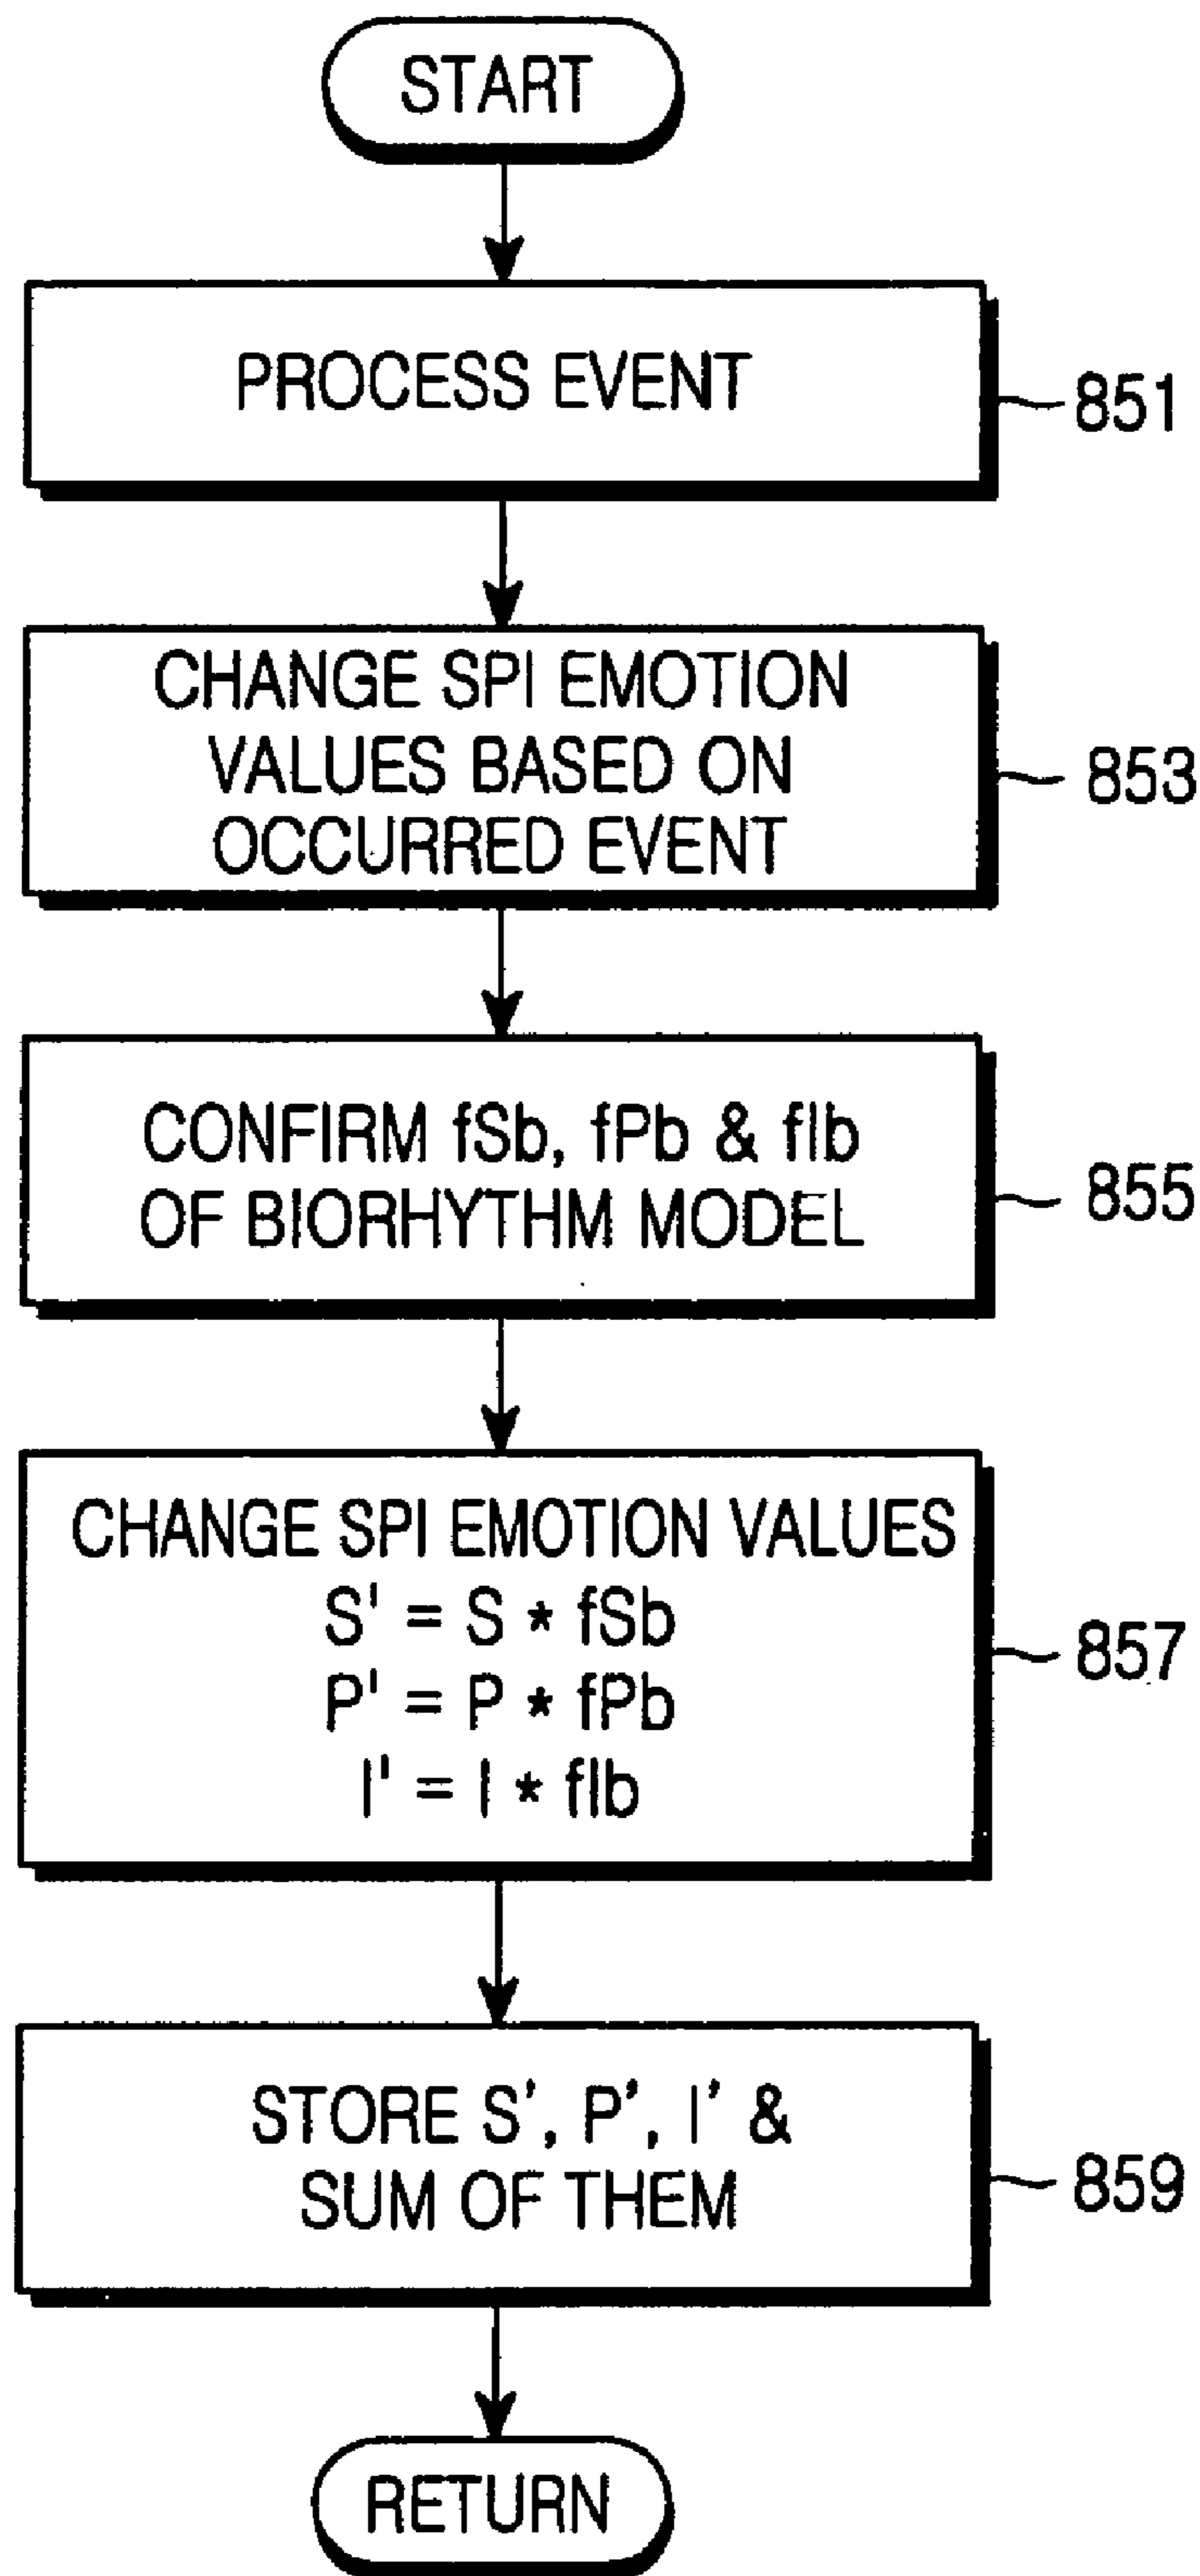 START
PROCESS EVENT
851
CHANGE SPI EMOTION
VALUES BASED ON
OCCURRED EVENT
853
CONFIRM fSb, fPb & fIb
OF BIORHYTHM MODEL
855
CHANGE SPI EMOTION VALUES
S' = S * fSb
P' = P * fPb
I' = I * fIb
857
STORE S', P', I' &
SUM OF THEM
859
RETURN